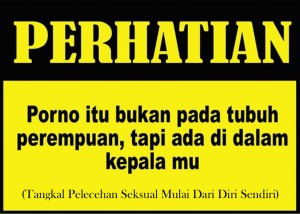 PERHATIAN
Porno itu bukan pada tubuh
perempuan, tapi ada di dalam
kepala mu
(Tangkal Pelecehan Seksual Mulai Dari Diri Sendiri)